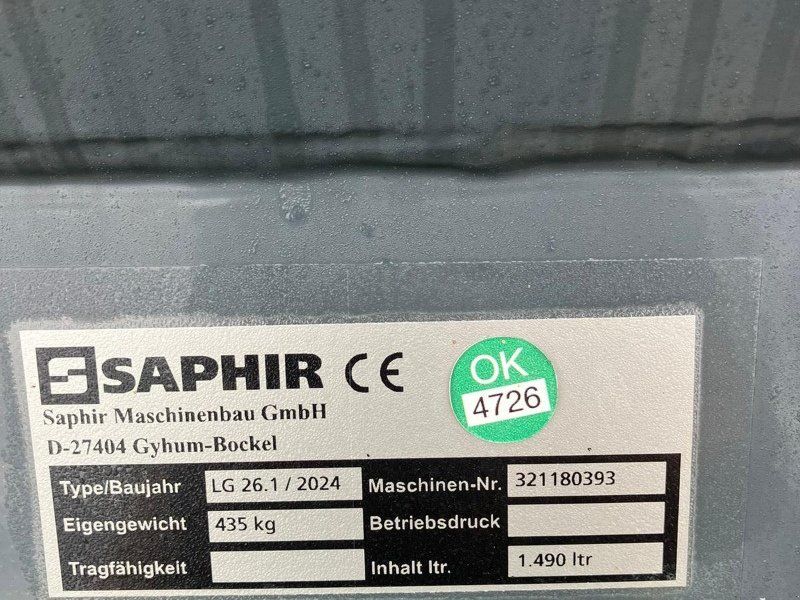 SAPHIR CE
Saphir Maschinenbau GmbH
D-27404 Gyhum-Bockel
OK
4726
Type/Baujahr LG 26.1 / 2024 Maschinen-Nr. 321180393
Eigengewicht 435 kg Betriebsdruck
Tragfähigkeit Inhalt ltr. 1.490 ltr